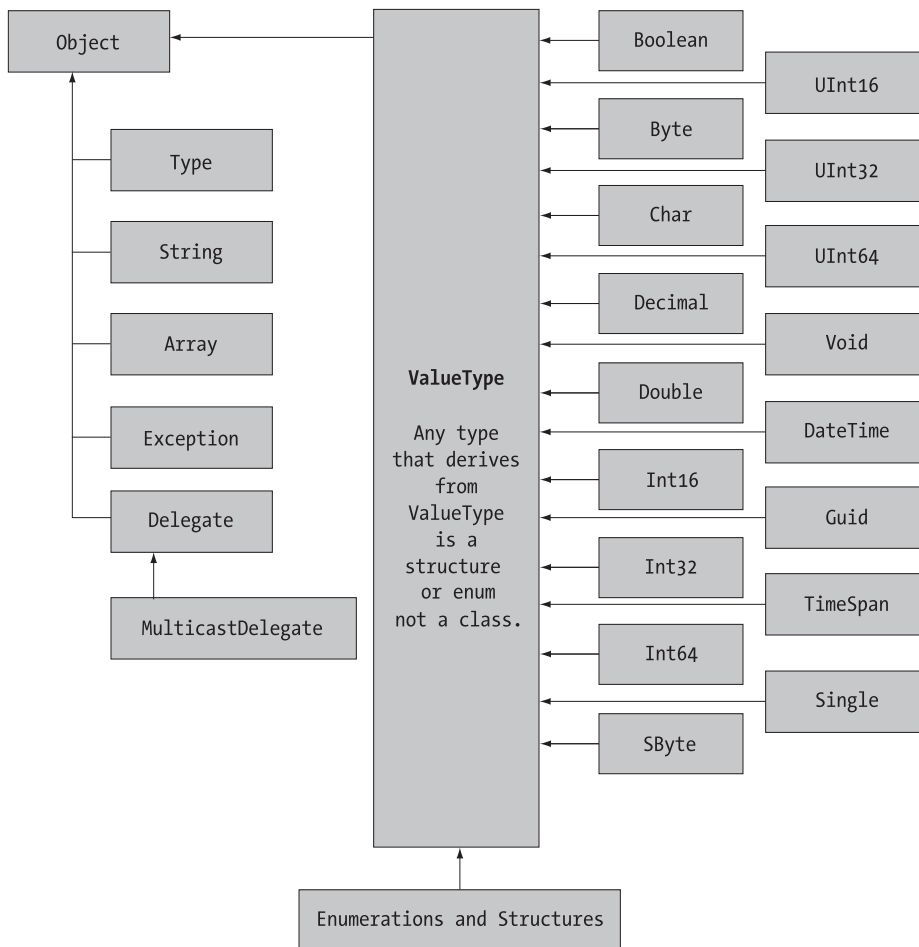 Object
Type
String
Array
Exception
Delegate
MulticastDelegate
ValueType
Any type
that derives
from
ValueType
is a
structure
or enum
not a class.
Boolean
UInt16
Byte
UInt32
Char
UInt64
Decimal
Void
Double
DateTime
Int16
Guid
Int32
TimeSpan
Int64
Single
SByte
Enumerations and Structures